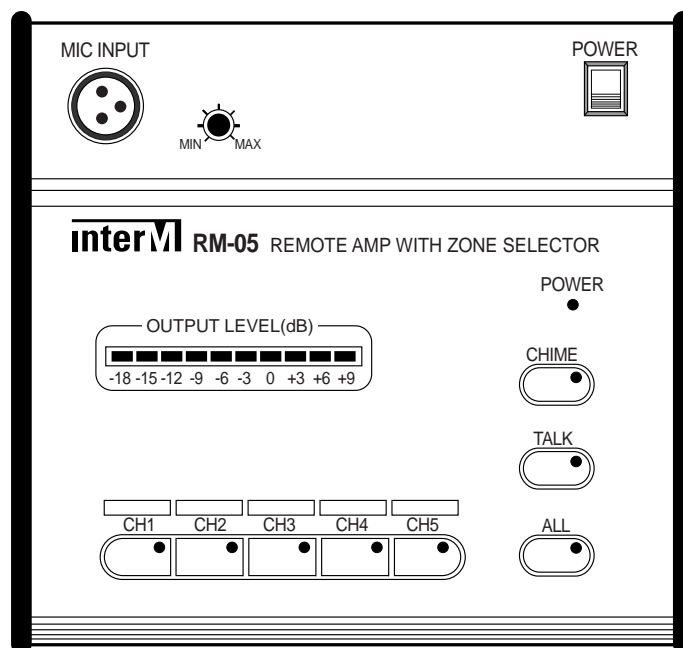 MIC INPUT
POWER
MIN MAX
interM RM-05 REMOTE AMP WITH ZONE SELECTOR
POWER
OUTPUT LEVEL(dB)
-18 -15 -12 -9 -6 -3 0 +3 +6 +9
CHIME
TALK
CH1 CH2 CH3 CH4 CH5
ALL